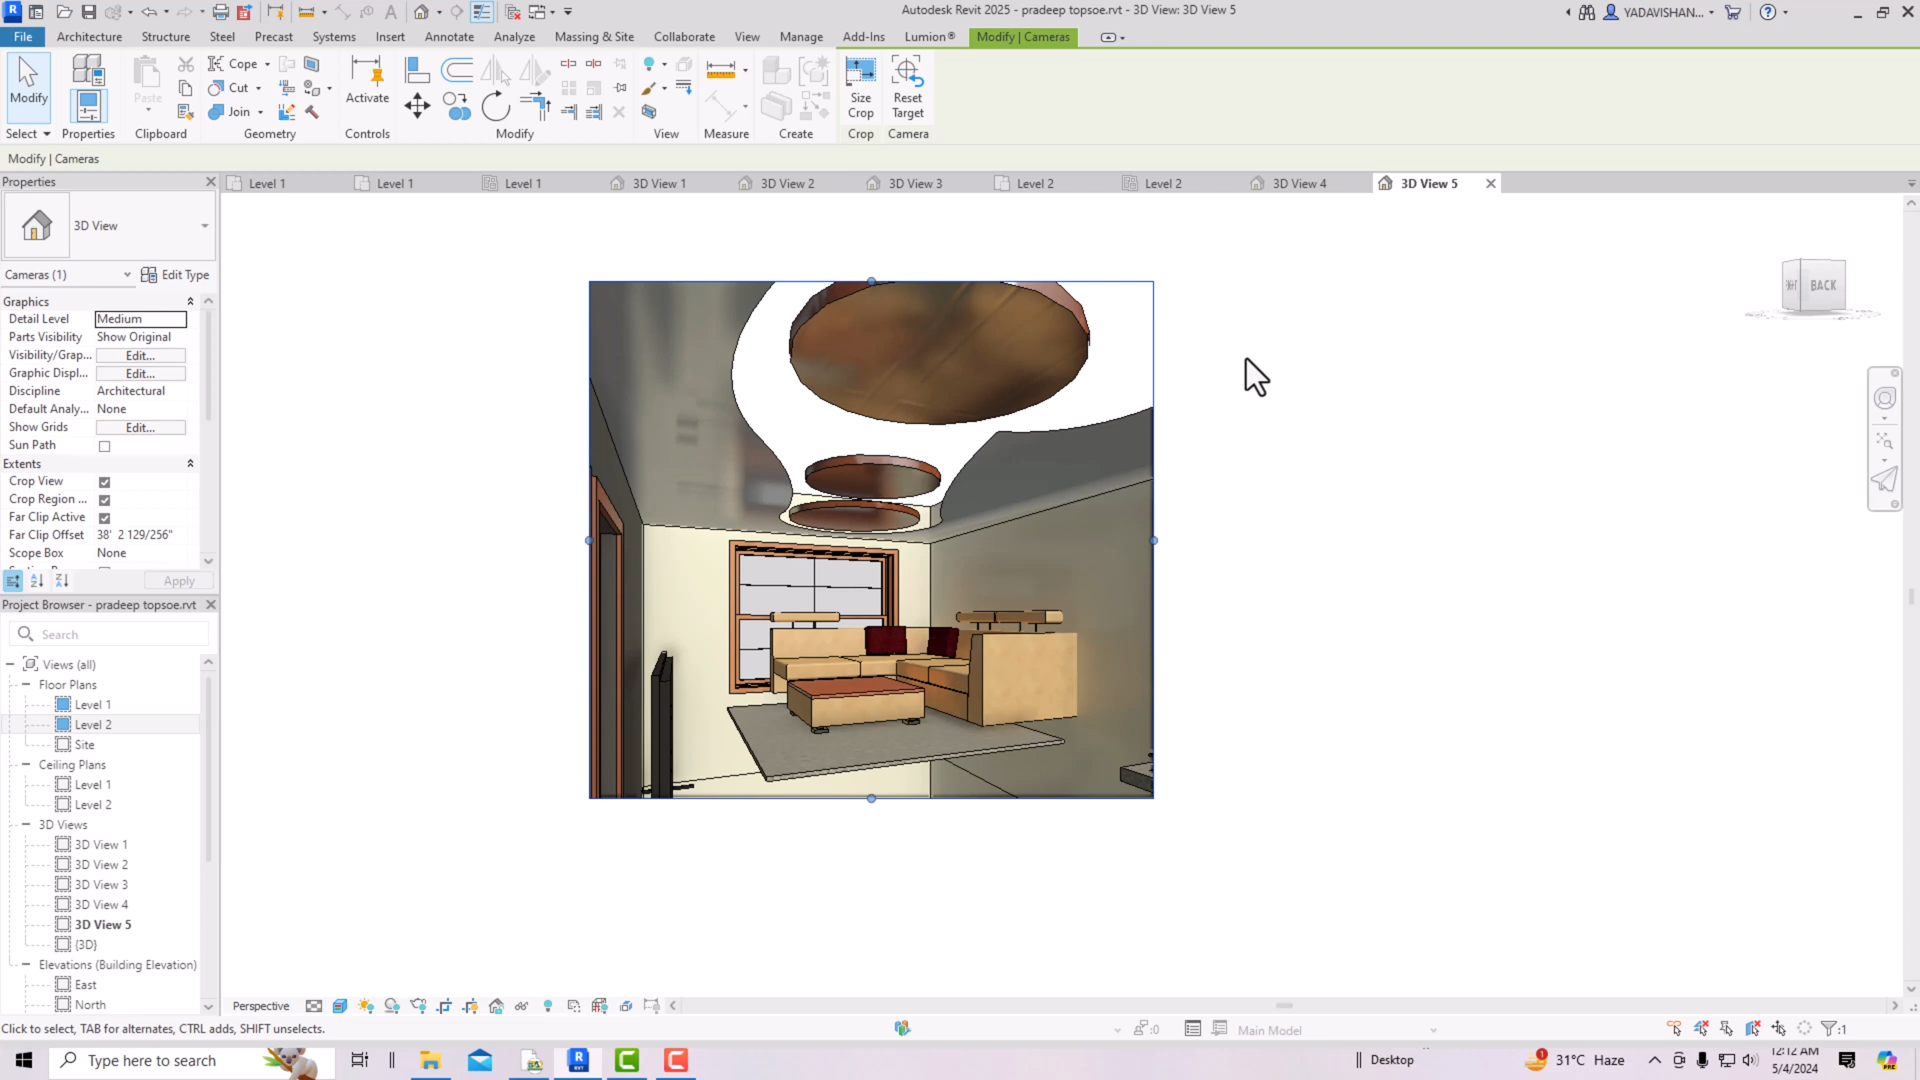 Autodesk Revit 2025 - pradeep topsoe.rvt - 3D View: 3D View 5
YADAVISHAN...
File Architecture Structure Steel Precast Systems Insert Annotate Analyze Massing & Site Collaborate View Manage Add-Ins Lumion® Modify | Cameras
Modify
Paste
Cope
Cut
Join
Activate
Size Crop
Reset Target
Select Properties Clipboard Geometry Controls Modify View Measure Create Crop Camera
Modify | Cameras
Properties
Level 1 Level 1 Level 1 3D View 1 3D View 2 3D View 3 Level 2 Level 2 3D View 4 3D View 5
3D View
Cameras (1) Edit Type
Graphics
Detail Level Medium
Parts Visibility Show Original
Visibility/Grap... Edit...
Graphic Displ... Edit...
Discipline Architectural
Default Analy... None
Show Grids Edit...
Sun Path
Extents
Crop View
Crop Region ...
Far Clip Active
Far Clip Offset 38' 2 129/256"
Scope Box None
Apply
Project Browser - pradeep topsoe.rvt
Search
Views (all)
Floor Plans
Level 1
Level 2
Site
Ceiling Plans
Level 1
Level 2
3D Views
3D View 1
3D View 2
3D View 3
3D View 4
3D View 5
{3D}
Elevations (Building Elevation)
East
North
BACK
Perspective
Click to select, TAB for alternates, CTRL adds, SHIFT unselects.
:0
Main Model
:1
Type here to search
Desktop
31°C Haze
12:12 AM
5/4/2024